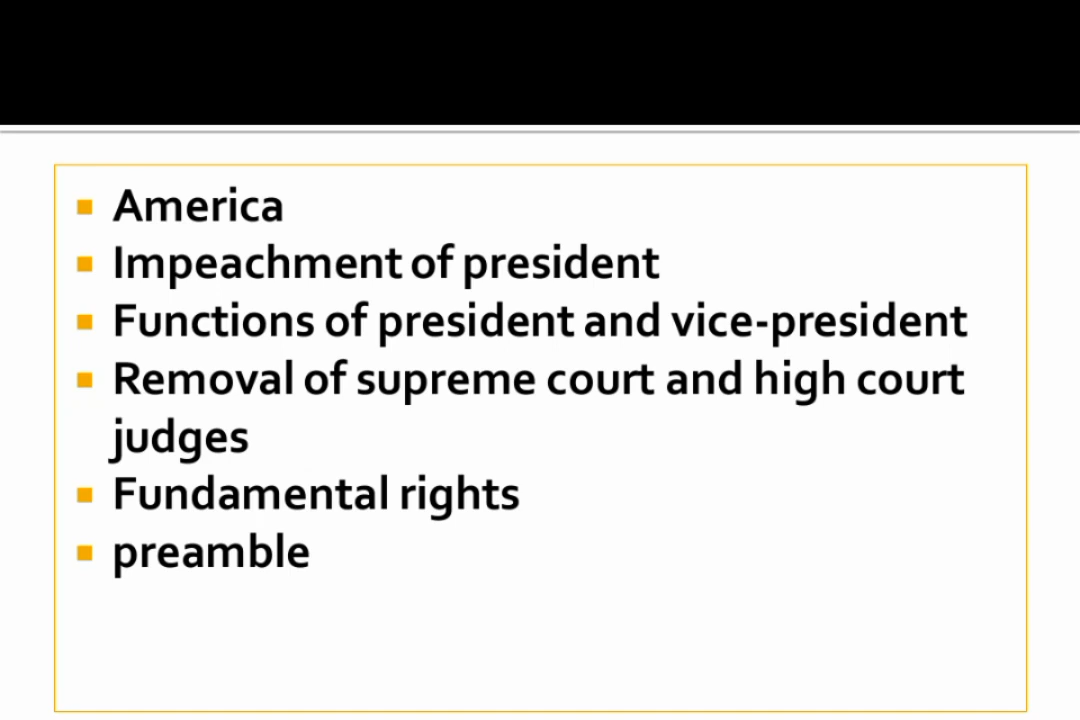 America
Impeachment of president
Functions of president and vice-president
Removal of supreme court and high court
judges
Fundamental rights
preamble